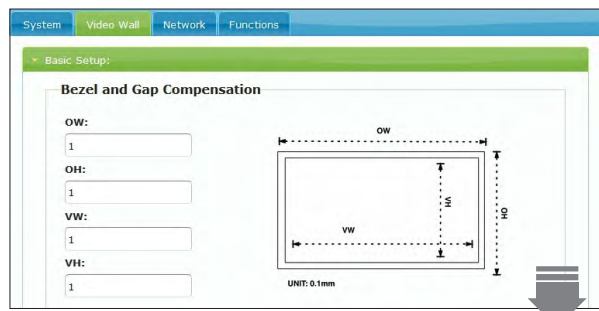 System Video Wall Network Functions
Basic Setup:
Bezel and Gap Compensation
OW:
1
OH:
1
VW:
1
VH:
1
OW
VH
OH
VW
UNIT: 0.1mm